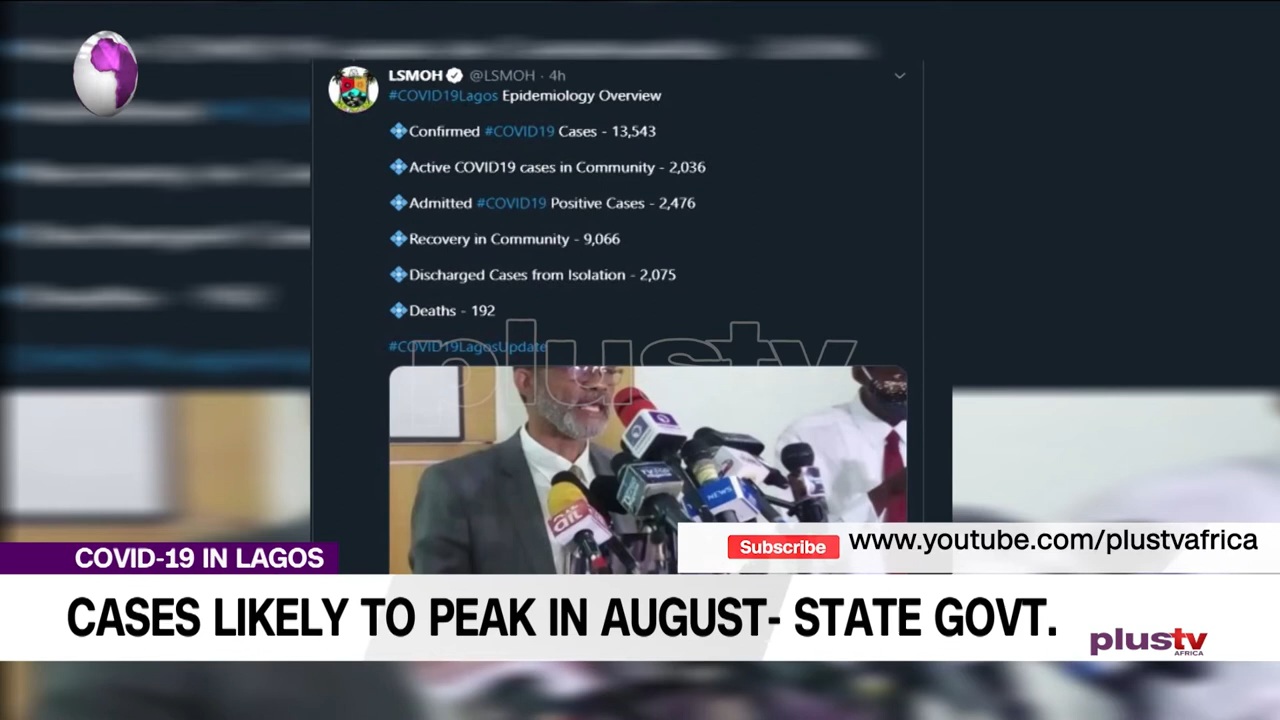 LSMOH @LSMOH · 4h
#COVID19Lagos Epidemiology Overview
Confirmed #COVID19 Cases - 13,543
Active COVID19 cases in Community - 2,036
Admitted #COVID19 Positive Cases - 2,476
Recovery in Community - 9,066
Discharged Cases from Isolation - 2,075
Deaths - 192
#COVID19LagosUpdate
plustv
ait
NEWS
Subscribe www.youtube.com/plustvafrica
COVID-19 IN LAGOS
CASES LIKELY TO PEAK IN AUGUST- STATE GOVT.
plustv
AFRICA